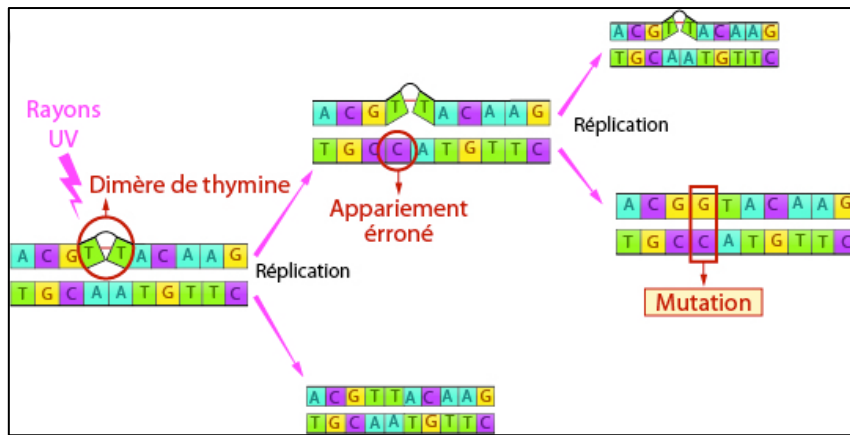 A C G T T A C A A G
T G C A A T G T T C
Rayons
UV
A C G T T A C A A G
T G C C A T G T T C
Réplication
Dimère de thymine
Appariement
érroné
A C G G T A C A A G
T G C C A T G T T C
A C G T T A C A A G
T G C A A T G T T C
Réplication
Mutation
A C G T T A C A A G
T G C A A T G T T C